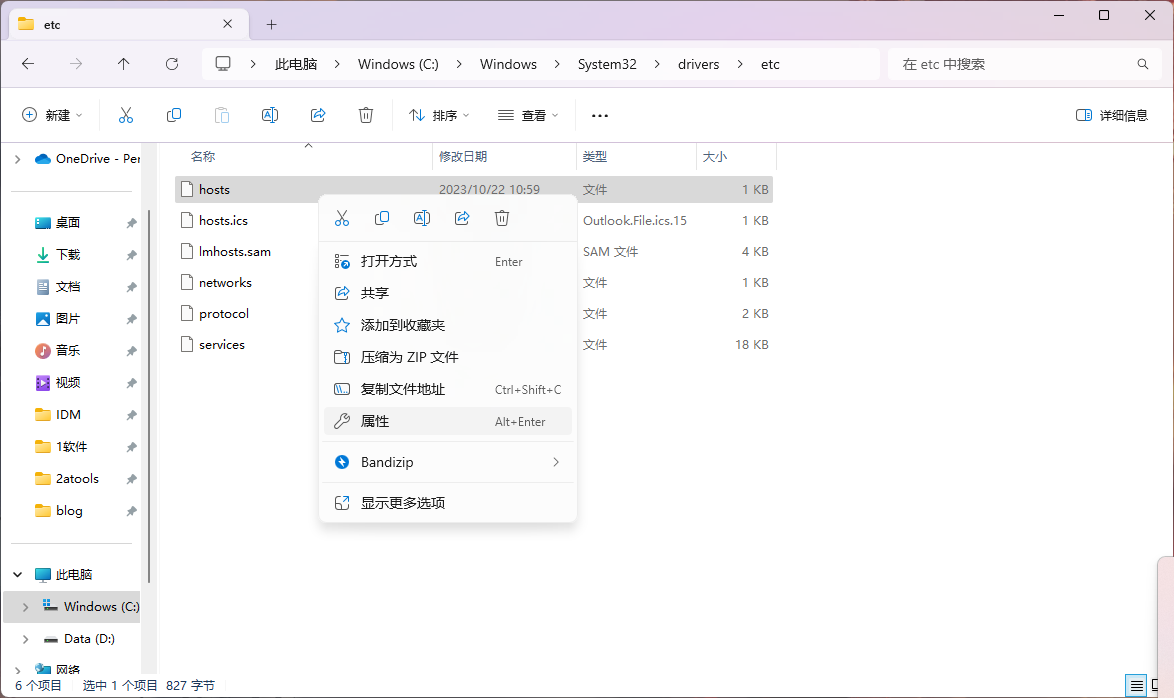 etc
此电脑 Windows (C:) Windows System32 drivers etc
在 etc 中搜索
新建 排序 查看 ··· 详细信息
OneDrive - Per
桌面
下载
文档
图片
音乐
视频
IDM
1软件
2atools
blog
此电脑
Windows (C:)
Data (D:)
网络
名称 修改日期 类型 大小
hosts 2023/10/22 10:59 文件 1 KB
hosts.ics Outlook.File.ics.15 1 KB
lmhosts.sam SAM 文件 4 KB
networks 文件 1 KB
protocol 文件 2 KB
services 文件 18 KB
打开方式 Enter
共享
添加到收藏夹
压缩为 ZIP 文件
复制文件地址 Ctrl+Shift+C
属性 Alt+Enter
Bandizip
显示更多选项
6 个项目 选中 1 个项目 827 字节